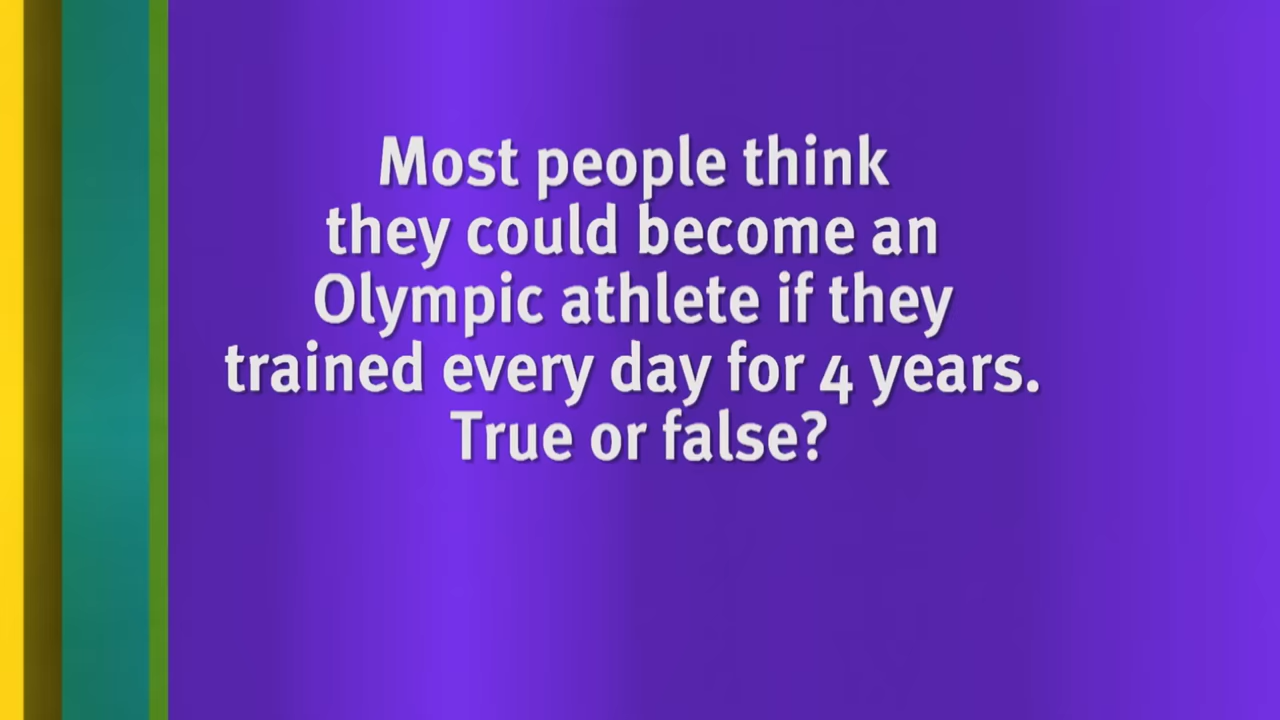 Most people think
they could become an
Olympic athlete if they
trained every day for 4 years.
True or false?